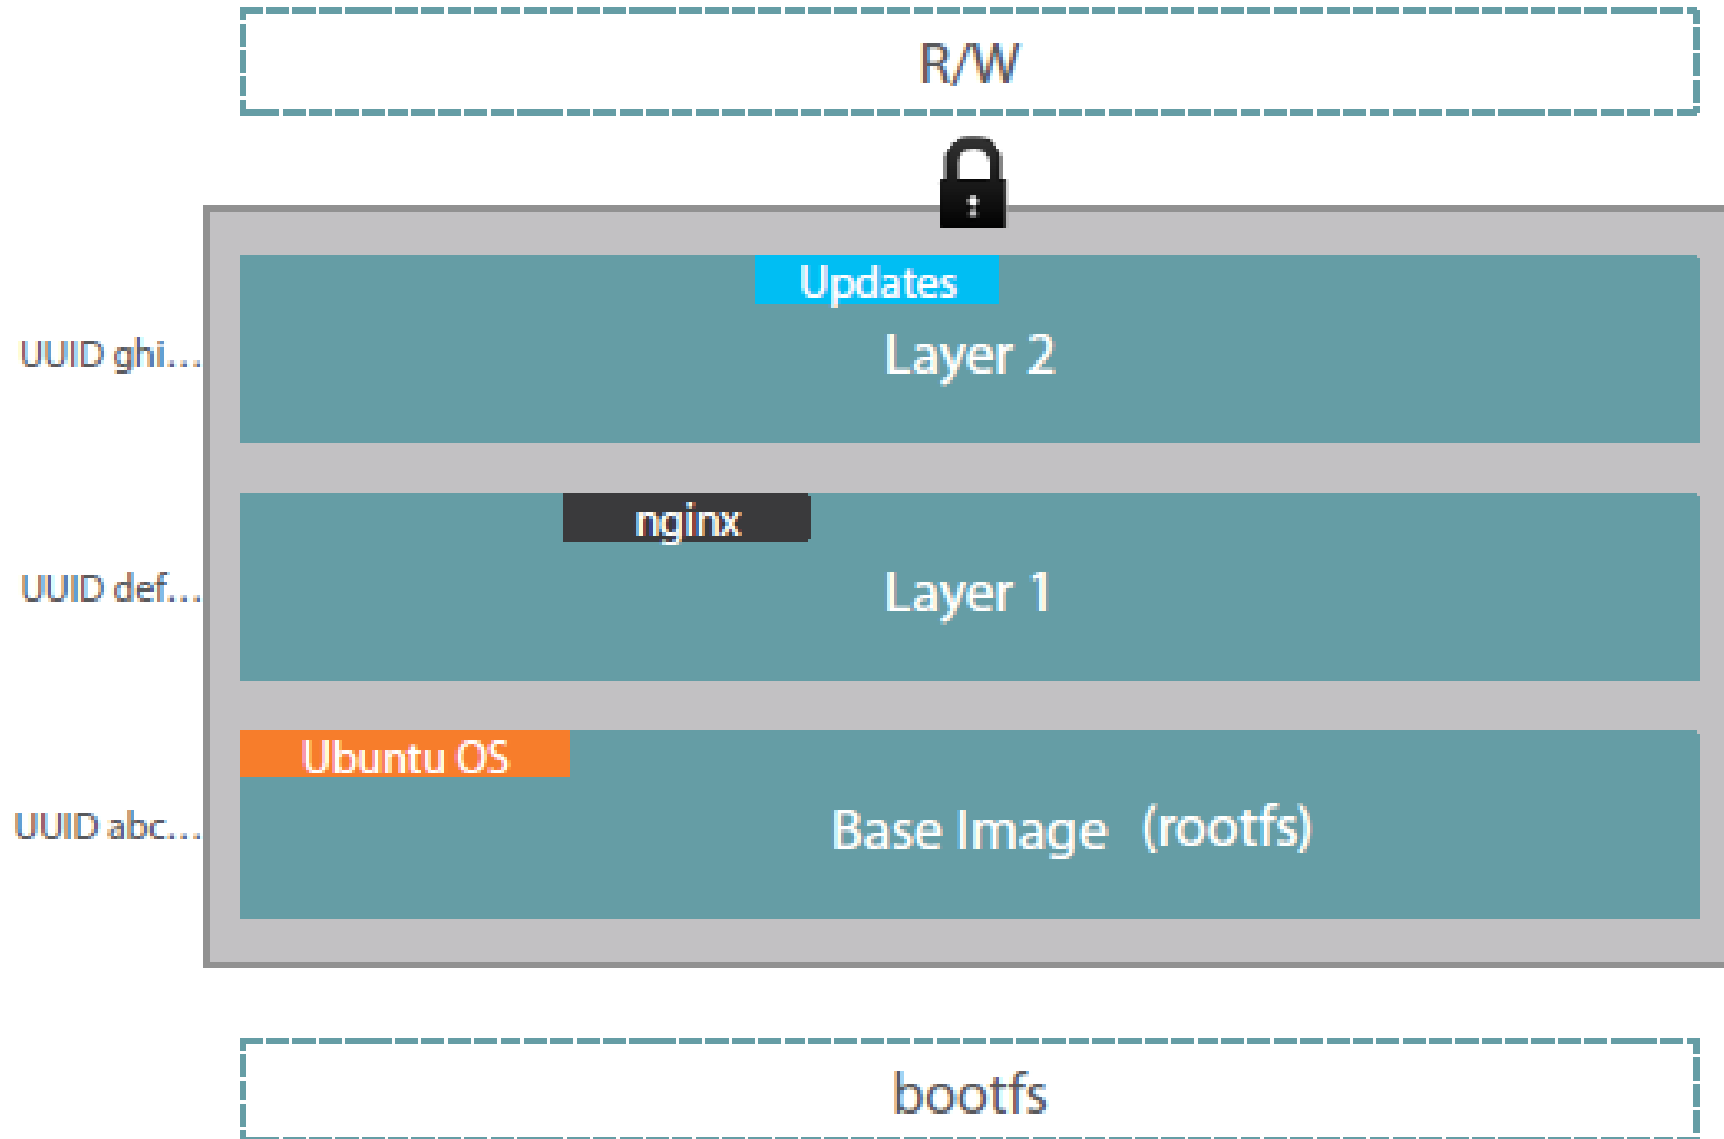 R/W
Updates
UUID ghi...
Layer 2
nginx
UUID def...
Layer 1
Ubuntu OS
UUID abc...
Base Image (rootfs)
bootfs